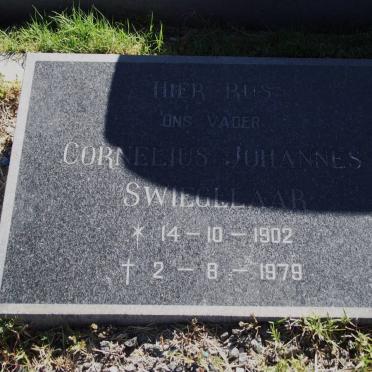 HIER RUS
ONS VADER
CORNELIUS JOHANNES
SWIEGELAAR
* 14 - 10 - 1902
† 2 - 8 - 1979